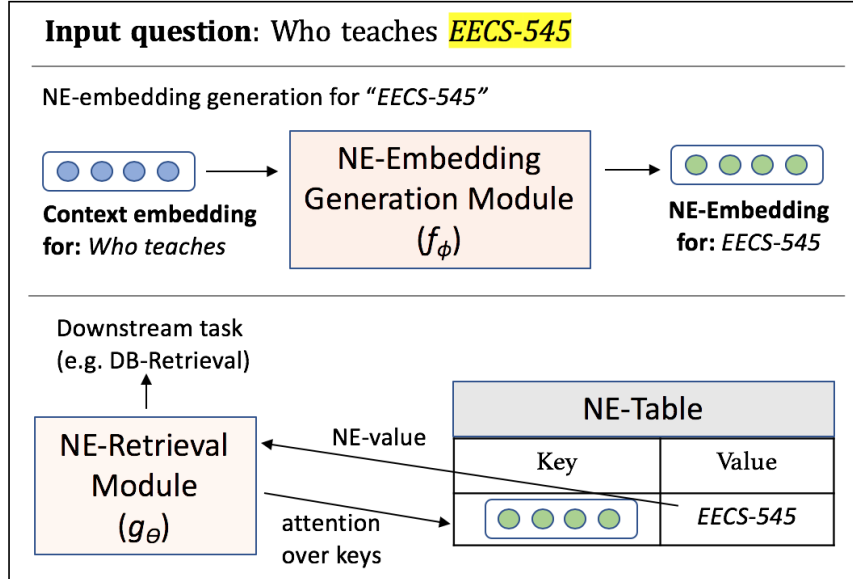 Input question: Who teaches EECS-545
NE-embedding generation for “EECS-545”
Context embedding
for: Who teaches
NE-Embedding
Generation Module
(fϕ)
NE-Embedding
for: EECS-545
Downstream task
(e.g. DB-Retrieval)
NE-Retrieval
Module
(gθ)
NE-value
attention
over keys
NE-Table
Key Value
EECS-545